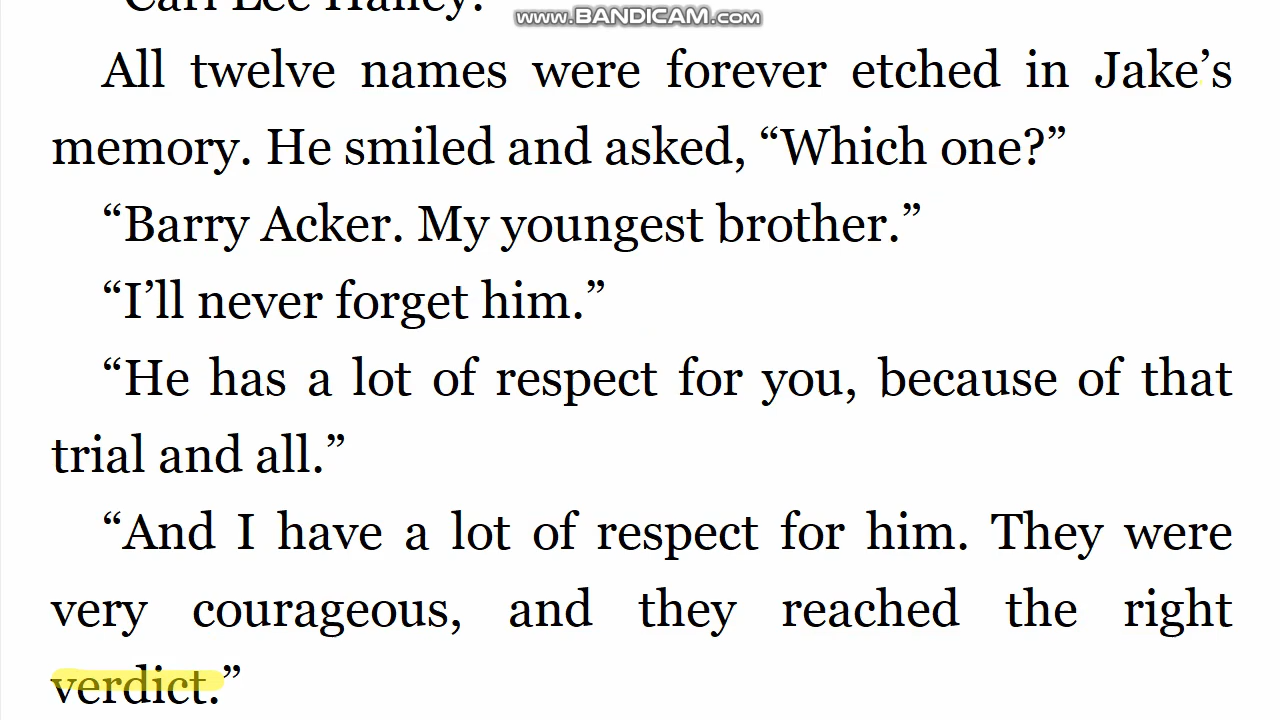 www.BANDICAM.com
“Carl Lee Hailey.”
All twelve names were forever etched in Jake’s
memory. He smiled and asked, “Which one?”
“Barry Acker. My youngest brother.”
“I’ll never forget him.”
“He has a lot of respect for you, because of that
trial and all.”
“And I have a lot of respect for him. They were
very courageous, and they reached the right
verdict.”